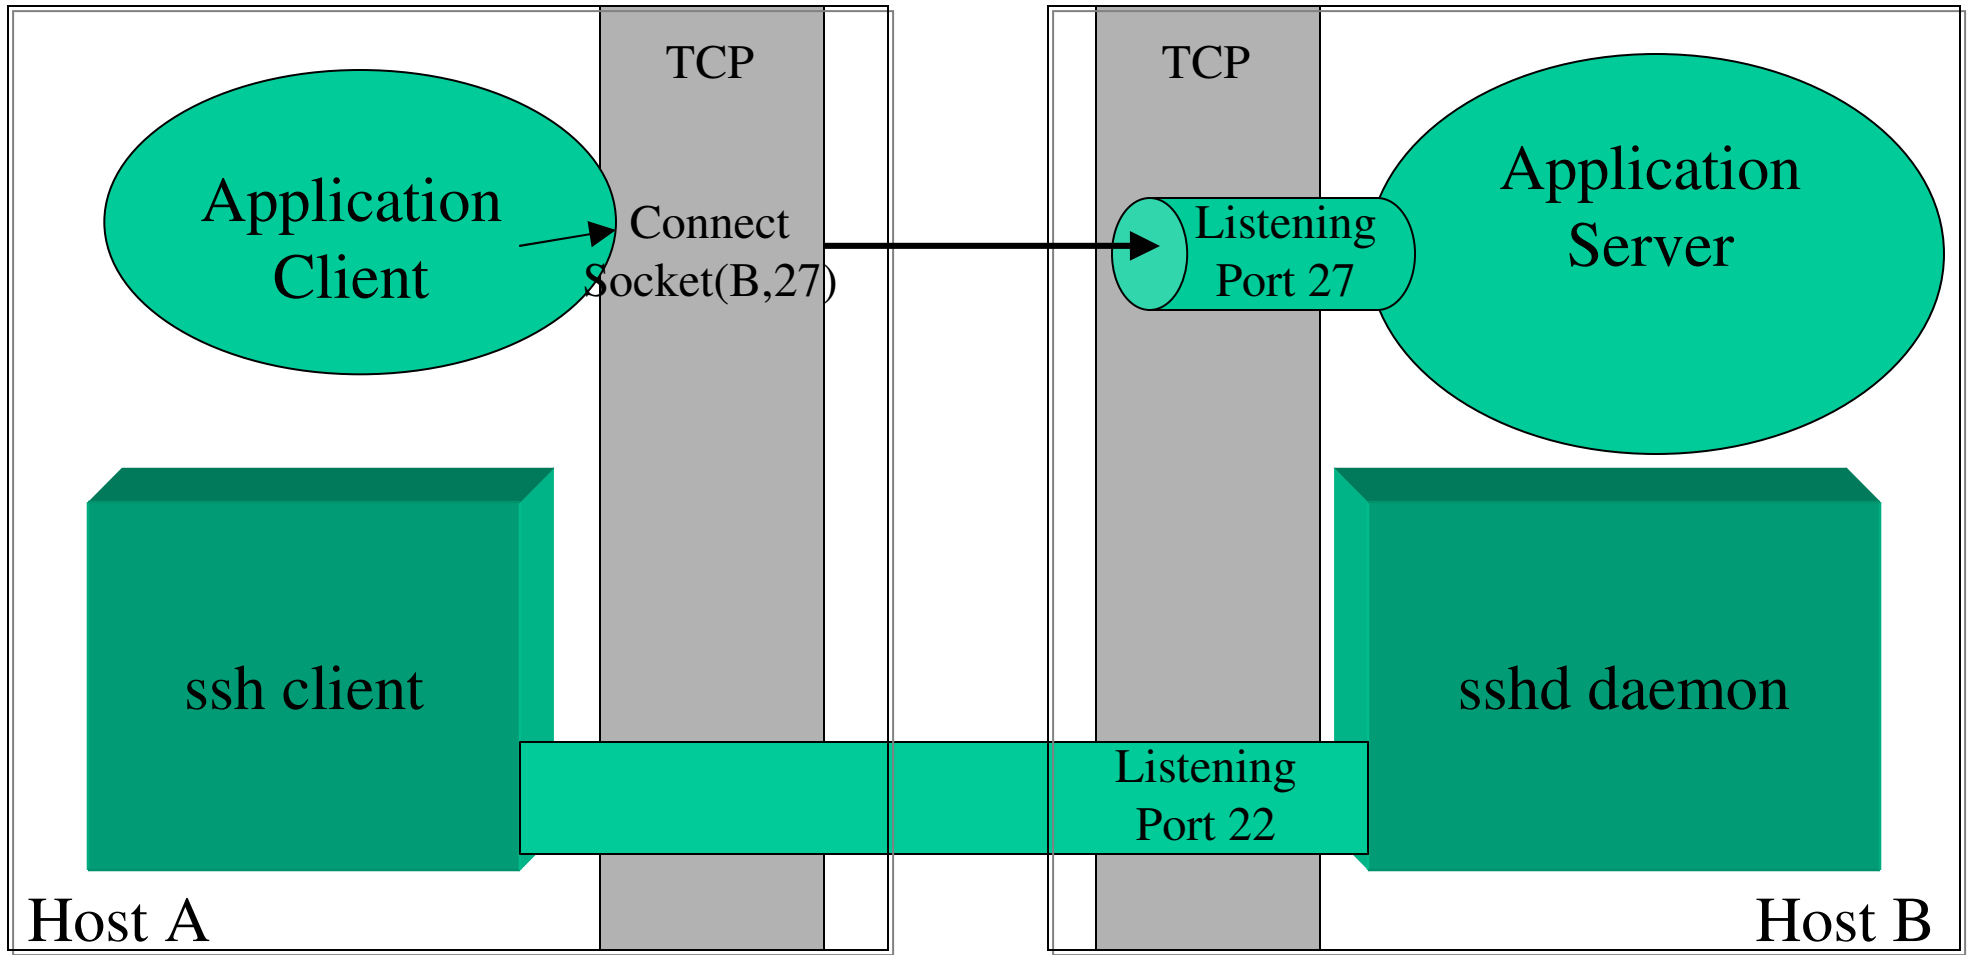 TCP
TCP
Application
Client
Connect
Socket(B,27)
Listening
Port 27
Application
Server
ssh client
sshd daemon
Listening
Port 22
Host A
Host B